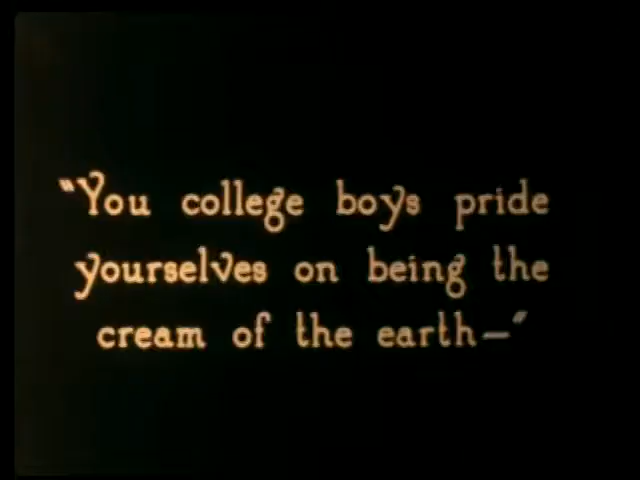 "You college boys pride
yourselves on being the
cream of the earth—"